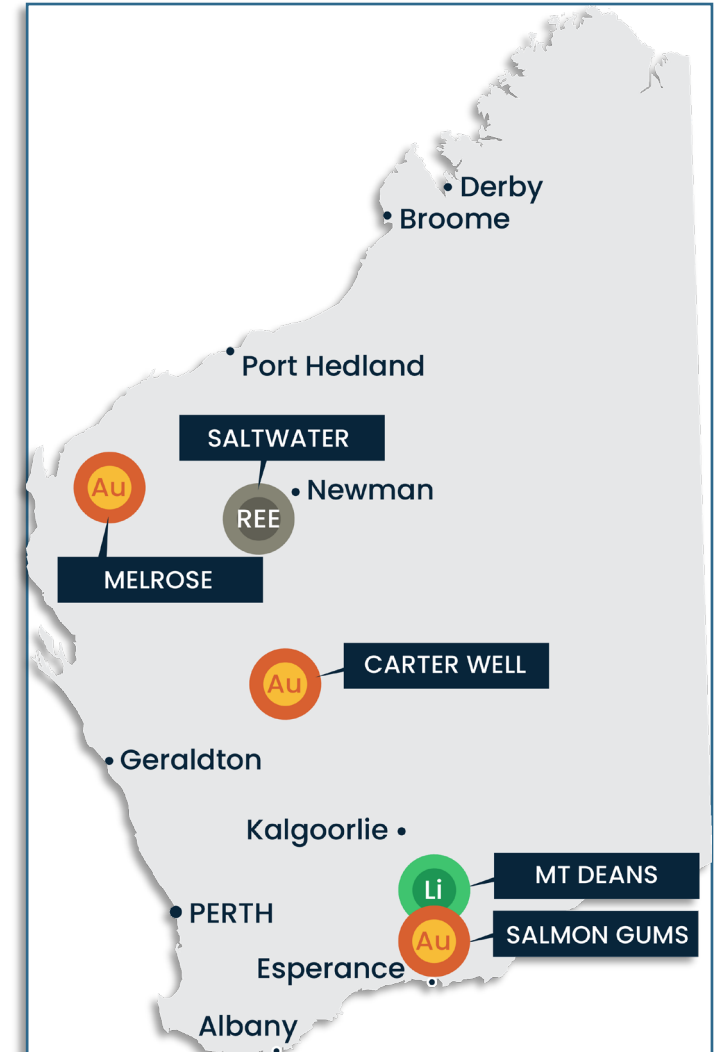 Derby
Broome
Port Hedland
SALTWATER
Au
Newman
REE
MELROSE
CARTER WELL
Au
Geraldton
Kalgoorlie
MT DEANS
Li
PERTH
SALMON GUMS
Au
Esperance
Albany